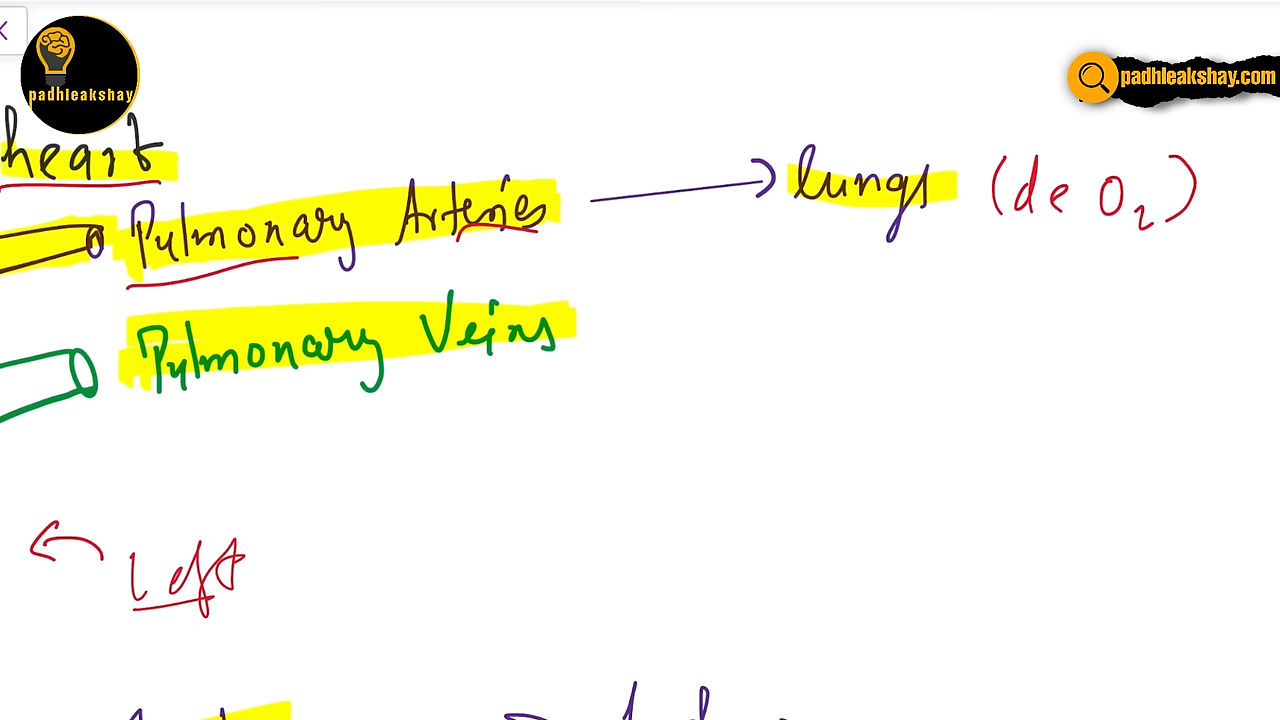 padhleakshay
padhleakshay.com
heart
Pulmonary Arteries → lungs (de O₂)
Pulmonary Veins
Left